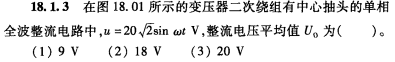 18.1.3 在图 18.01 所示的变压器二次绕组有中心抽头的单相
全波整流电路中,u=20√2sin ωt V,整流电压平均值 U₀ 为( )。
(1) 9 V (2) 18 V (3) 20 V